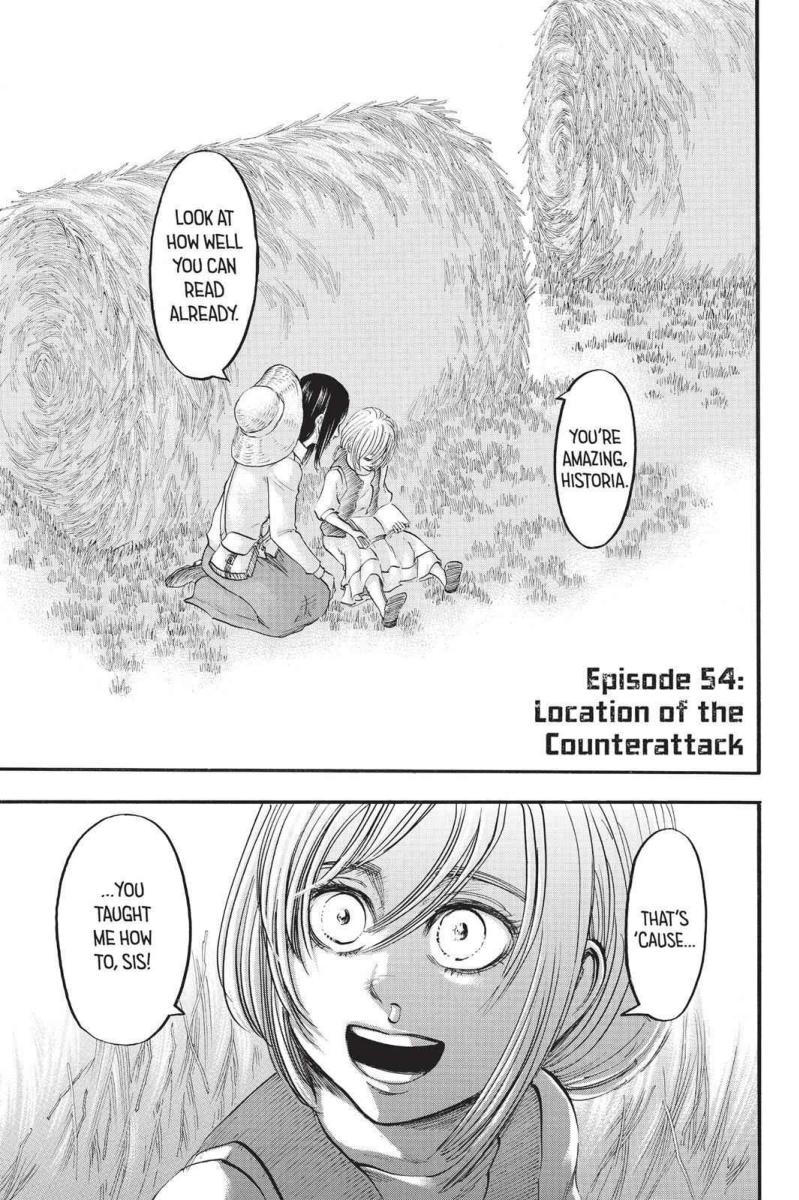 YOU'RE
AMAZING,
HISTORIA.
LOOK AT
HOW WELL
YOU CAN
READ
ALREADY.
Episode 54:
Location of the
Counterattack
THAT'S
'CAUSE...
...YOU
TAUGHT
ME HOW
TO, SIS!